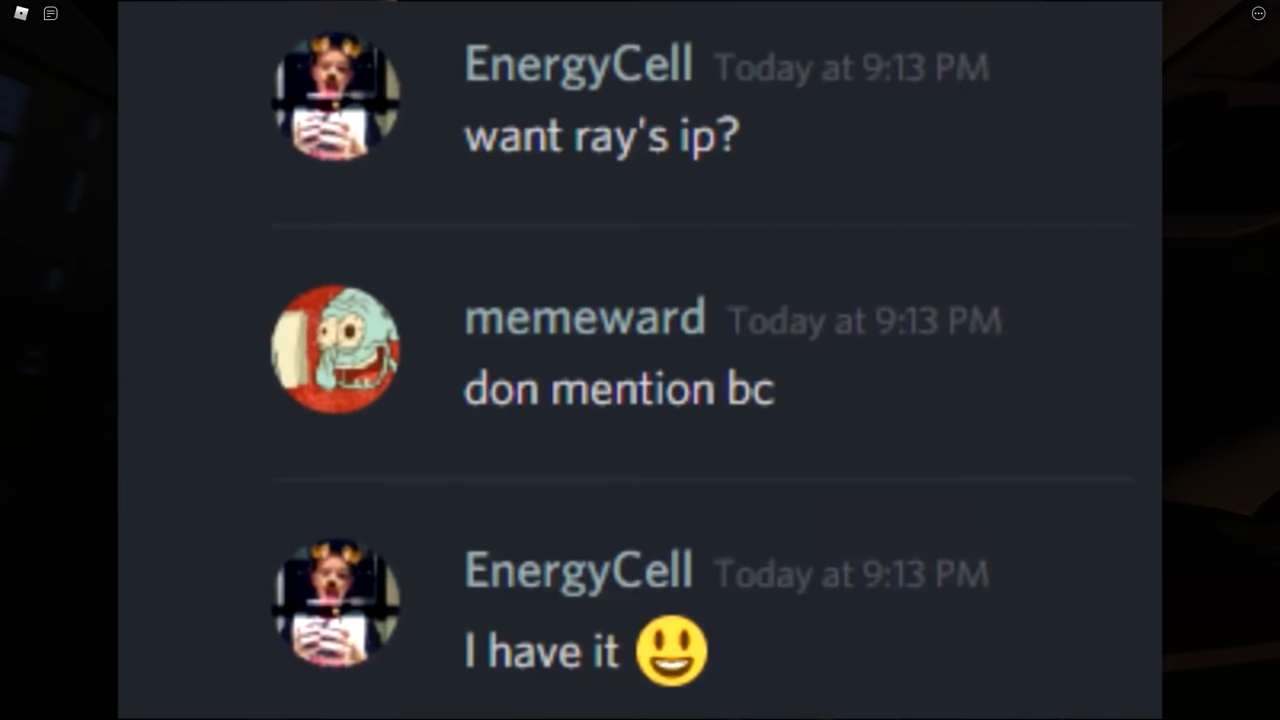 EnergyCell Today at 9:13 PM
want ray's ip?
memeward Today at 9:13 PM
don mention bc
EnergyCell Today at 9:13 PM
I have it 😃